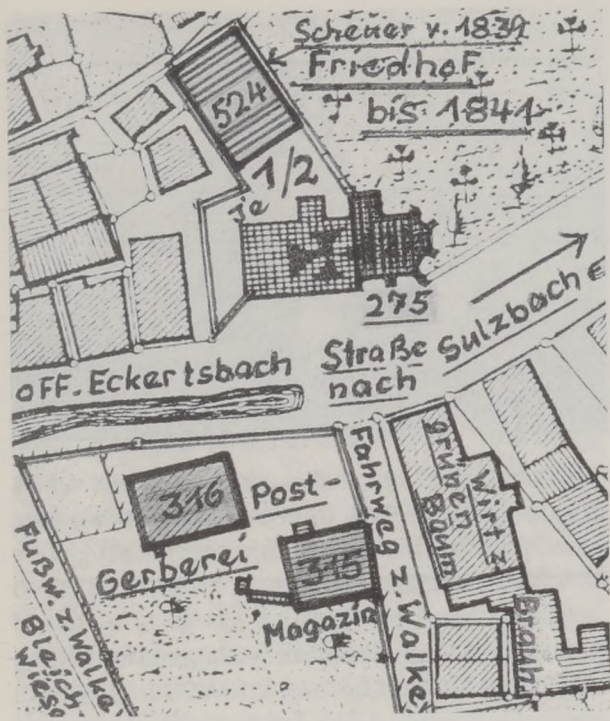 Scheuer v. 1839
Friedhof
bis 1841
524
je 1/2
275
Straße nach Sulzbach
off. Eckertsbach
316
Post-
Gerberei
315
Magazin
Fahrweg z. Walke
Wirt z.
grünen
Baum
Brauh.
Fußw. z. Walke
Bleich
wiese